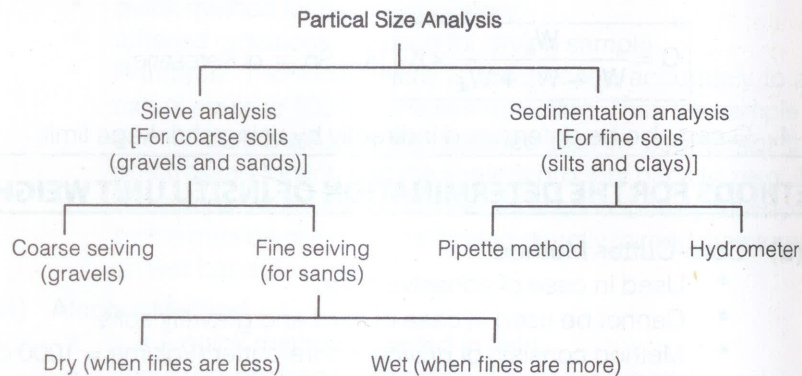 Partical Size Analysis
Sieve analysis
[For coarse soils
(gravels and sands)]
Sedimentation analysis
[For fine soils
(silts and clays)]
Coarse seiving
(gravels)
Fine seiving
(for sands)
Pipette method
Hydrometer
Dry (when fines are less)
Wet (when fines are more)